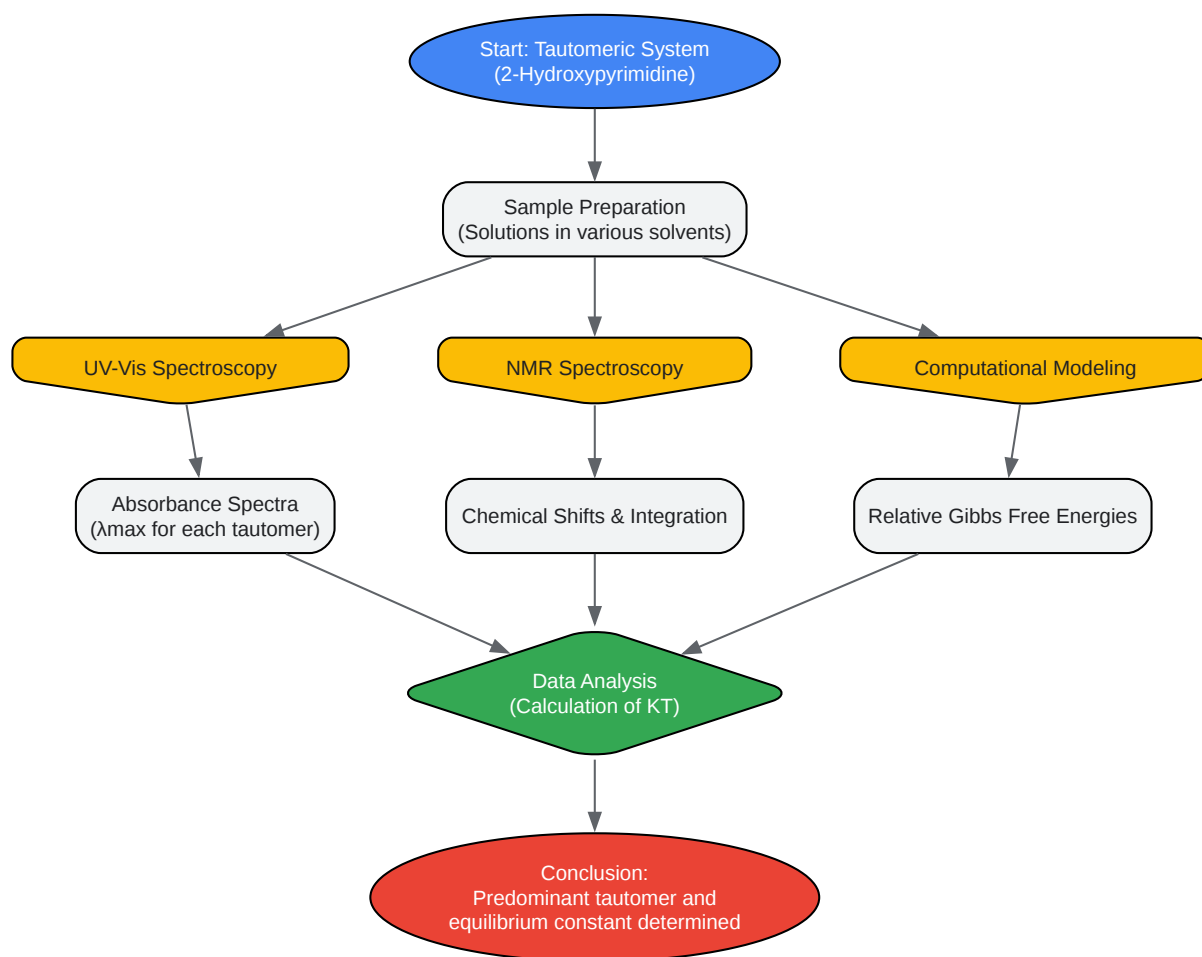 Start: Tautomeric System
(2-Hydroxypyrimidine)
Sample Preparation
(Solutions in various solvents)
UV-Vis Spectroscopy
NMR Spectroscopy
Computational Modeling
Absorbance Spectra
(λmax for each tautomer)
Chemical Shifts & Integration
Relative Gibbs Free Energies
Data Analysis
(Calculation of KT)
Conclusion:
Predominant tautomer and
equilibrium constant determined